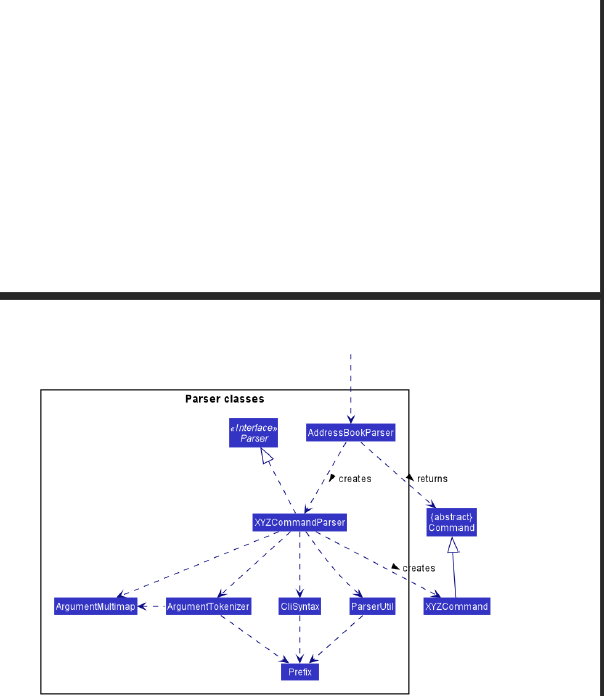 Parser classes
«Interface»
Parser
AddressBookParser
creates
returns
XYZCommandParser
{abstract}
Command
creates
ArgumentMultimap
ArgumentTokenizer
CliSyntax
ParserUtil
XYZCommand
Prefix